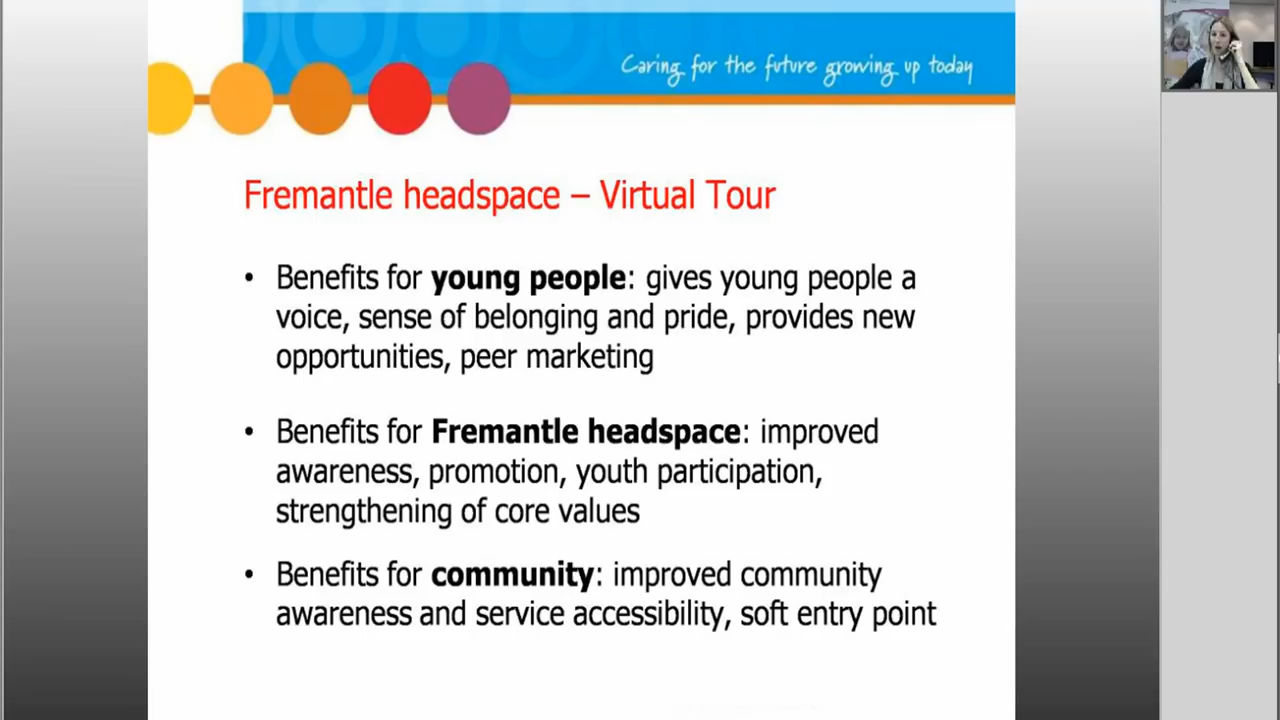 Caring for the future growing up today
Fremantle headspace – Virtual Tour
• Benefits for young people: gives young people a
voice, sense of belonging and pride, provides new
opportunities, peer marketing
• Benefits for Fremantle headspace: improved
awareness, promotion, youth participation,
strengthening of core values
• Benefits for community: improved community
awareness and service accessibility, soft entry point